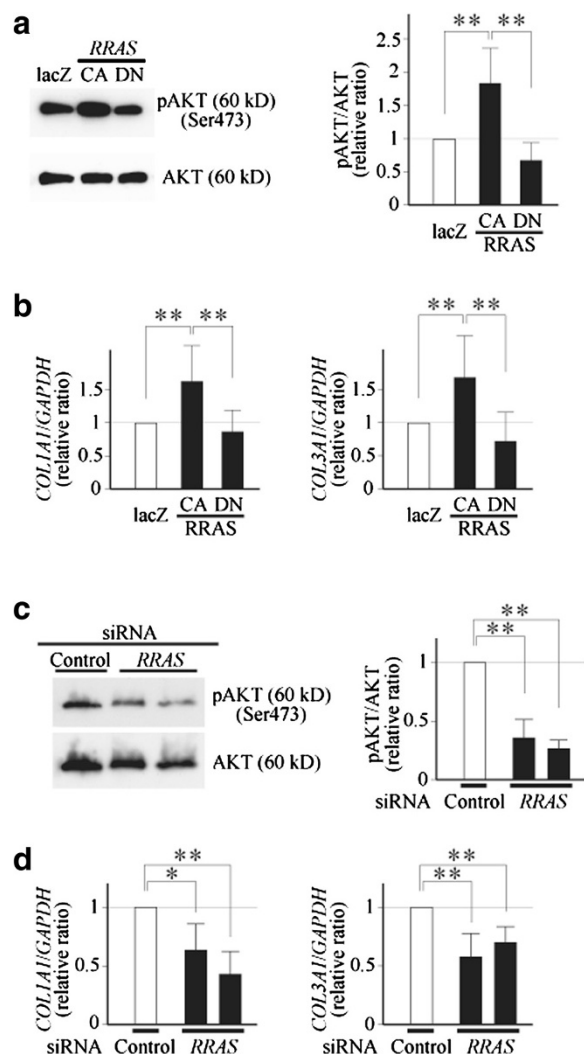 a
RRAS
lacZ CA DN
pAKT (60 kD)
(Ser473)
AKT (60 kD)
pAKT/AKT
(relative ratio)
2.5
2
1.5
1
0.5
0
** **
lacZ CA DN
RRAS
b
COL1A1/GAPDH
(relative ratio)
1.5
1
0.5
0
** **
lacZ CA DN
RRAS
COL3A1/GAPDH
(relative ratio)
1.5
1
0.5
0
** **
lacZ CA DN
RRAS
c
siRNA
Control RRAS
pAKT (60 kD)
(Ser473)
AKT (60 kD)
pAKT/AKT
(relative ratio)
1
0.5
0
**
**
siRNA Control RRAS
d
COL1A1/GAPDH
(relative ratio)
1
0.5
0
**
*
siRNA Control RRAS
COL3A1/GAPDH
(relative ratio)
1
0.5
0
**
**
siRNA Control RRAS